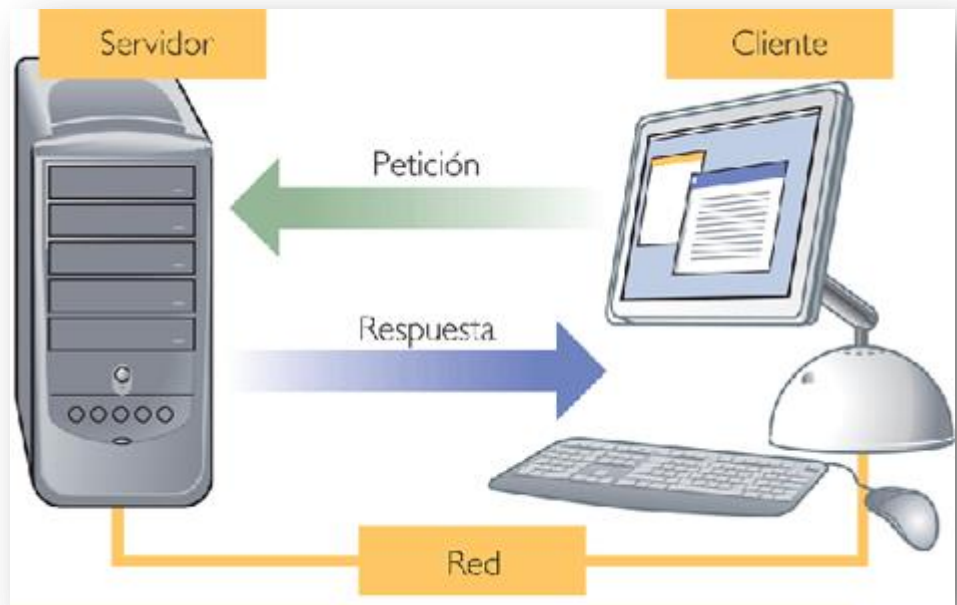 Servidor
Cliente
Petición
Respuesta
Red